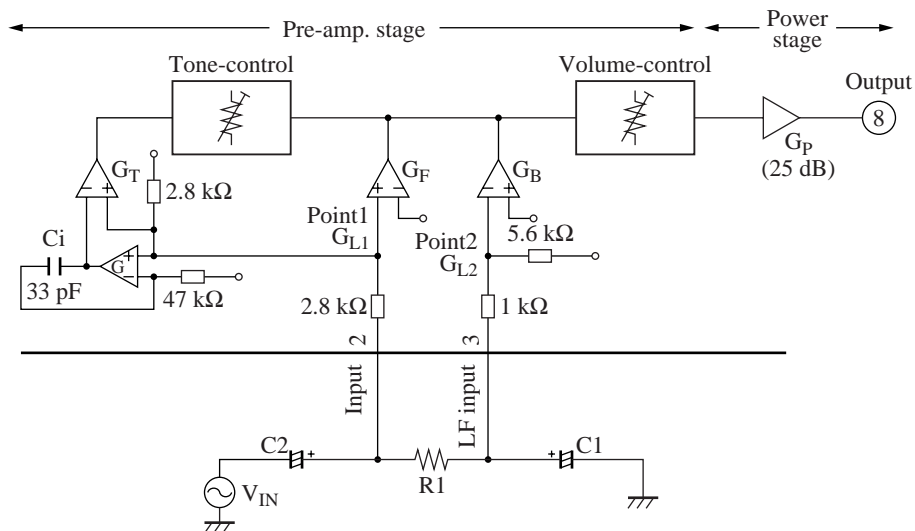 Pre-amp. stage
Power
stage
Tone-control
Volume-control
Output
8
G_T
G_F
G_B
G_P
(25 dB)
2.8 kΩ
Point1
G_L1
Point2
G_L2
5.6 kΩ
Ci
G
33 pF
47 kΩ
2.8 kΩ
1 kΩ
2
3
Input
LF input
C2
+
R1
+
C1
V_IN